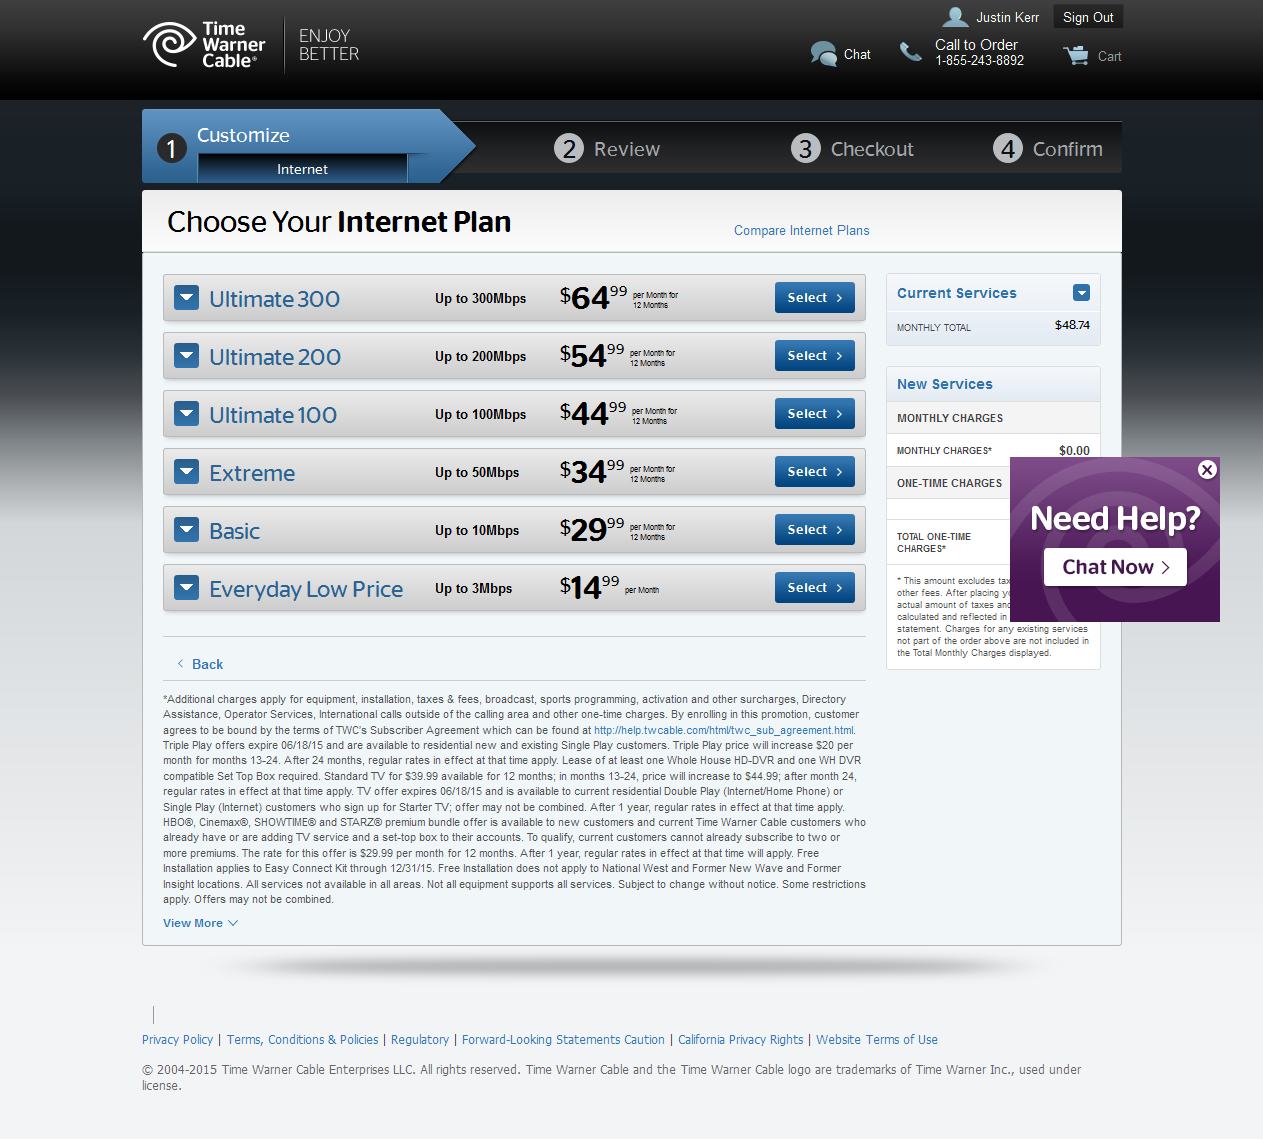 Time Warner Cable®
ENJOY BETTER
Justin Kerr
Sign Out
Chat
Call to Order
1-855-243-8892
Cart
1 Customize
Internet
2 Review
3 Checkout
4 Confirm
Choose Your Internet Plan
Compare Internet Plans
Ultimate 300 Up to 300Mbps $64.99 per Month for 12 Months Select
Ultimate 200 Up to 200Mbps $54.99 per Month for 12 Months Select
Ultimate 100 Up to 100Mbps $44.99 per Month for 12 Months Select
Extreme Up to 50Mbps $34.99 per Month for 12 Months Select
Basic Up to 10Mbps $29.99 per Month for 12 Months Select
Everyday Low Price Up to 3Mbps $14.99 per Month Select
Back
*Additional charges apply for equipment, installation, taxes & fees, broadcast, sports programming, activation and other surcharges, Directory
Assistance, Operator Services, International calls outside of the calling area and other one-time charges. By enrolling in this promotion, customer
agrees to be bound by the terms of TWC's Subscriber Agreement which can be found at http://help.twcable.com/html/twc_sub_agreement.html.
Triple Play offers expire 06/18/15 and are available to residential new and existing Single Play customers. Triple Play price will increase $20 per
month for months 13-24. After 24 months, regular rates in effect at that time apply. Lease of at least one Whole House HD-DVR and one WH DVR
compatible Set Top Box required. Standard TV for $39.99 available for 12 months; in months 13-24, price will increase to $44.99; after month 24,
regular rates in effect at that time apply. TV offer expires 06/18/15 and is available to current residential Double Play (Internet/Home Phone) or
Single Play (Internet) customers who sign up for Starter TV; offer may not be combined. After 1 year, regular rates in effect at that time apply.
HBO®, Cinemax®, SHOWTIME® and STARZ® premium bundle offer is available to new customers and current Time Warner Cable customers who
already have or are adding TV service and a set-top box to their accounts. To qualify, current customers cannot already subscribe to two or
more premiums. The rate for this offer is $29.99 per month for 12 months. After 1 year, regular rates in effect at that time will apply. Free
Installation applies to Easy Connect Kit through 12/31/15. Free Installation does not apply to National West and Former New Wave and Former
Insight locations. All services not available in all areas. Not all equipment supports all services. Subject to change without notice. Some restrictions
apply. Offers may not be combined.
View More
Current Services
MONTHLY TOTAL $48.74
New Services
MONTHLY CHARGES
MONTHLY CHARGES* $0.00
ONE-TIME CHARGES
TOTAL ONE-TIME
CHARGES*
* This amount excludes
other fees. After placing
actual amount of taxes
calculated and reflected in
statement. Charges for any existing services
not part of the order above are not included in
the Total Monthly Charges displayed.
Need Help?
Chat Now
Privacy Policy | Terms, Conditions & Policies | Regulatory | Forward-Looking Statements Caution | California Privacy Rights | Website Terms of Use
© 2004-2015 Time Warner Cable Enterprises LLC. All rights reserved. Time Warner Cable and the Time Warner Cable logo are trademarks of Time Warner Inc., used under
license.